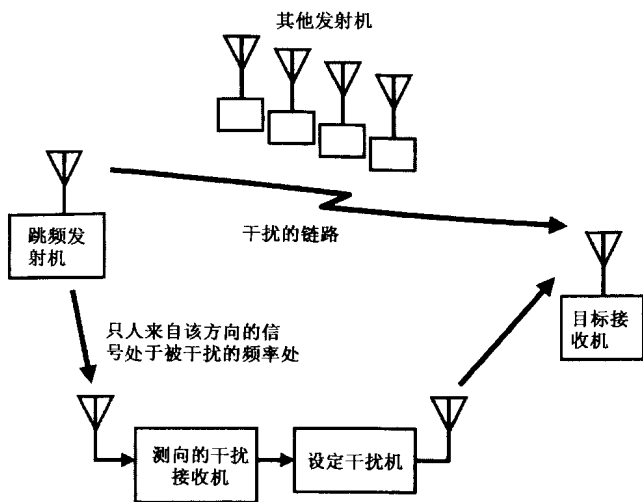 其他发射机
跳频发
射机
干扰的链路
目标接
收机
只人来自该方向的信
号处于被干扰的频率处
测向的干扰
接收机
设定干扰机